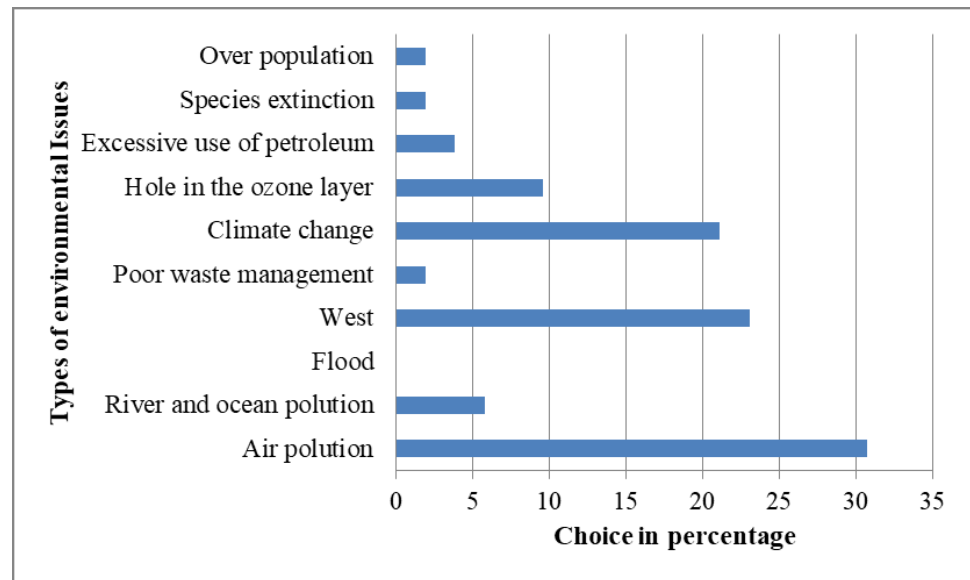 Types of environmental Issues
Over population
Species extinction
Excessive use of petroleum
Hole in the ozone layer
Climate change
Poor waste management
West
Flood
River and ocean polution
Air polution
0 5 10 15 20 25 30 35
Choice in percentage